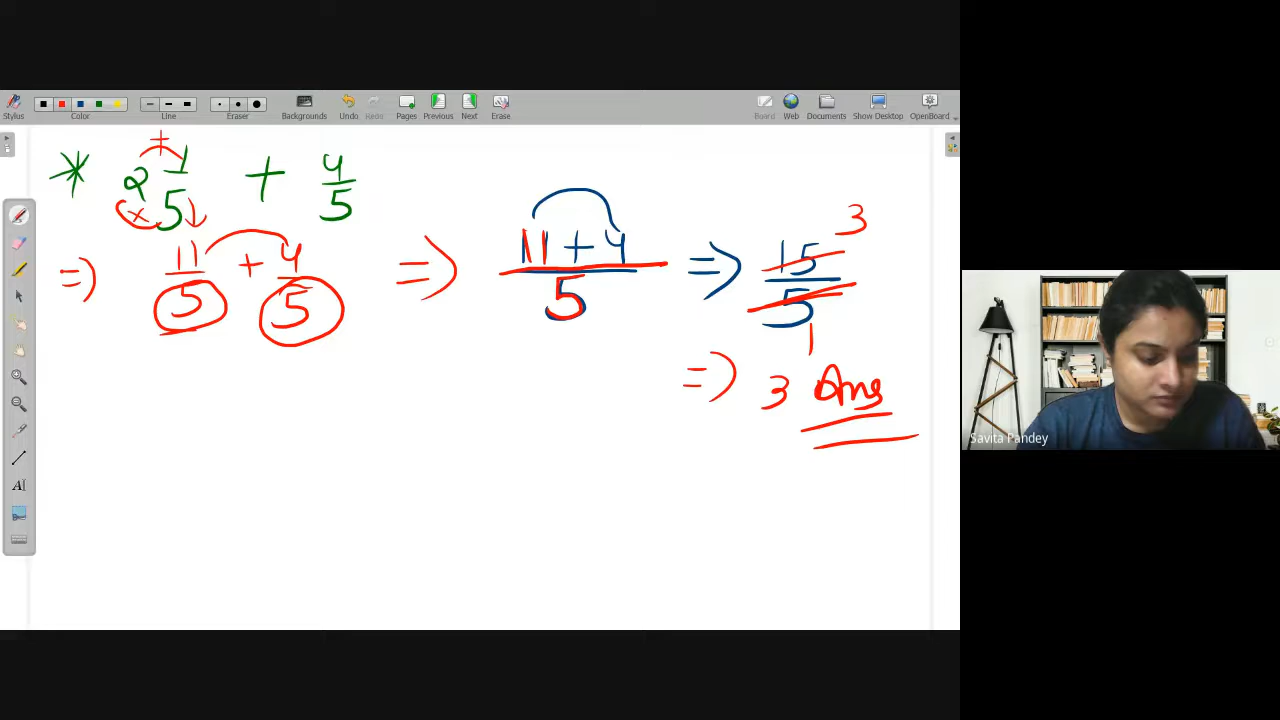 Stylus Color Line Eraser Backgrounds Undo Redo Pages Previous Next Erase Board Web Documents Show Desktop OpenBoard
+
* 2 1/5 + 4/5
×
=) 11/5 + 4/5 => 11+4/5 => 15/5 3
1
=) 3 Ans
Savita Pandey